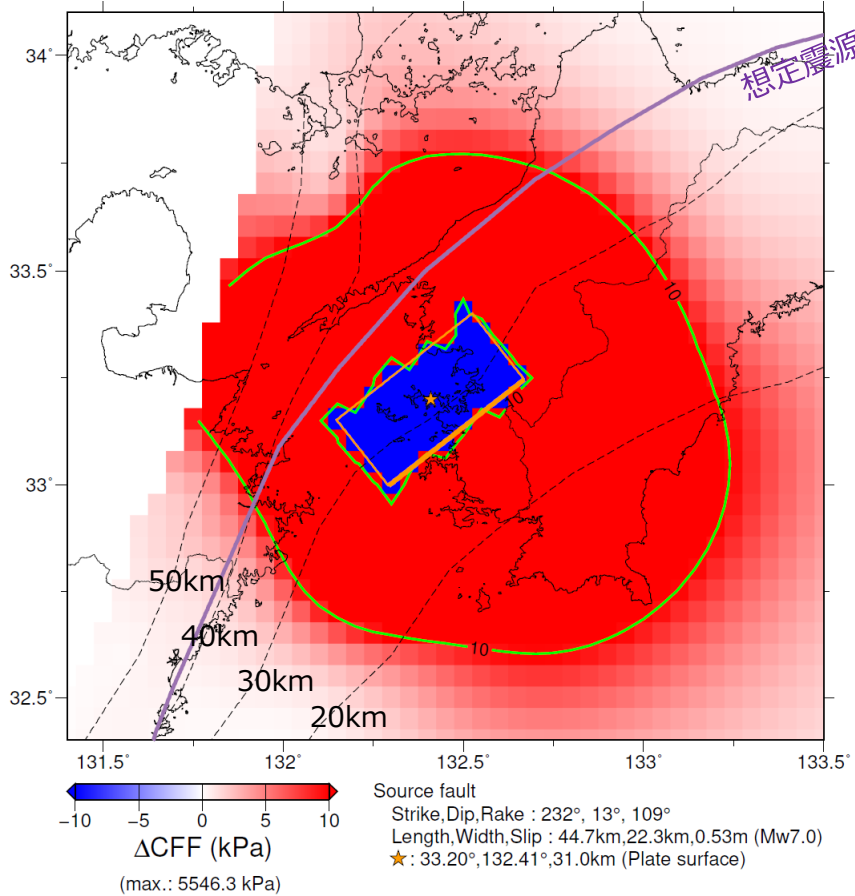 34°
想定震源
33.5°
10
10
33°
50km
40km
32.5°
30km
10
20km
131.5°
132°
132.5°
133°
133.5°
−10
−5
0
5
10
ΔCFF (kPa)
(max.: 5546.3 kPa)
Source fault
Strike,Dip,Rake : 232°, 13°, 109°
Length,Width,Slip : 44.7km,22.3km,0.53m (Mw7.0)
★: 33.20°,132.41°,31.0km (Plate surface)